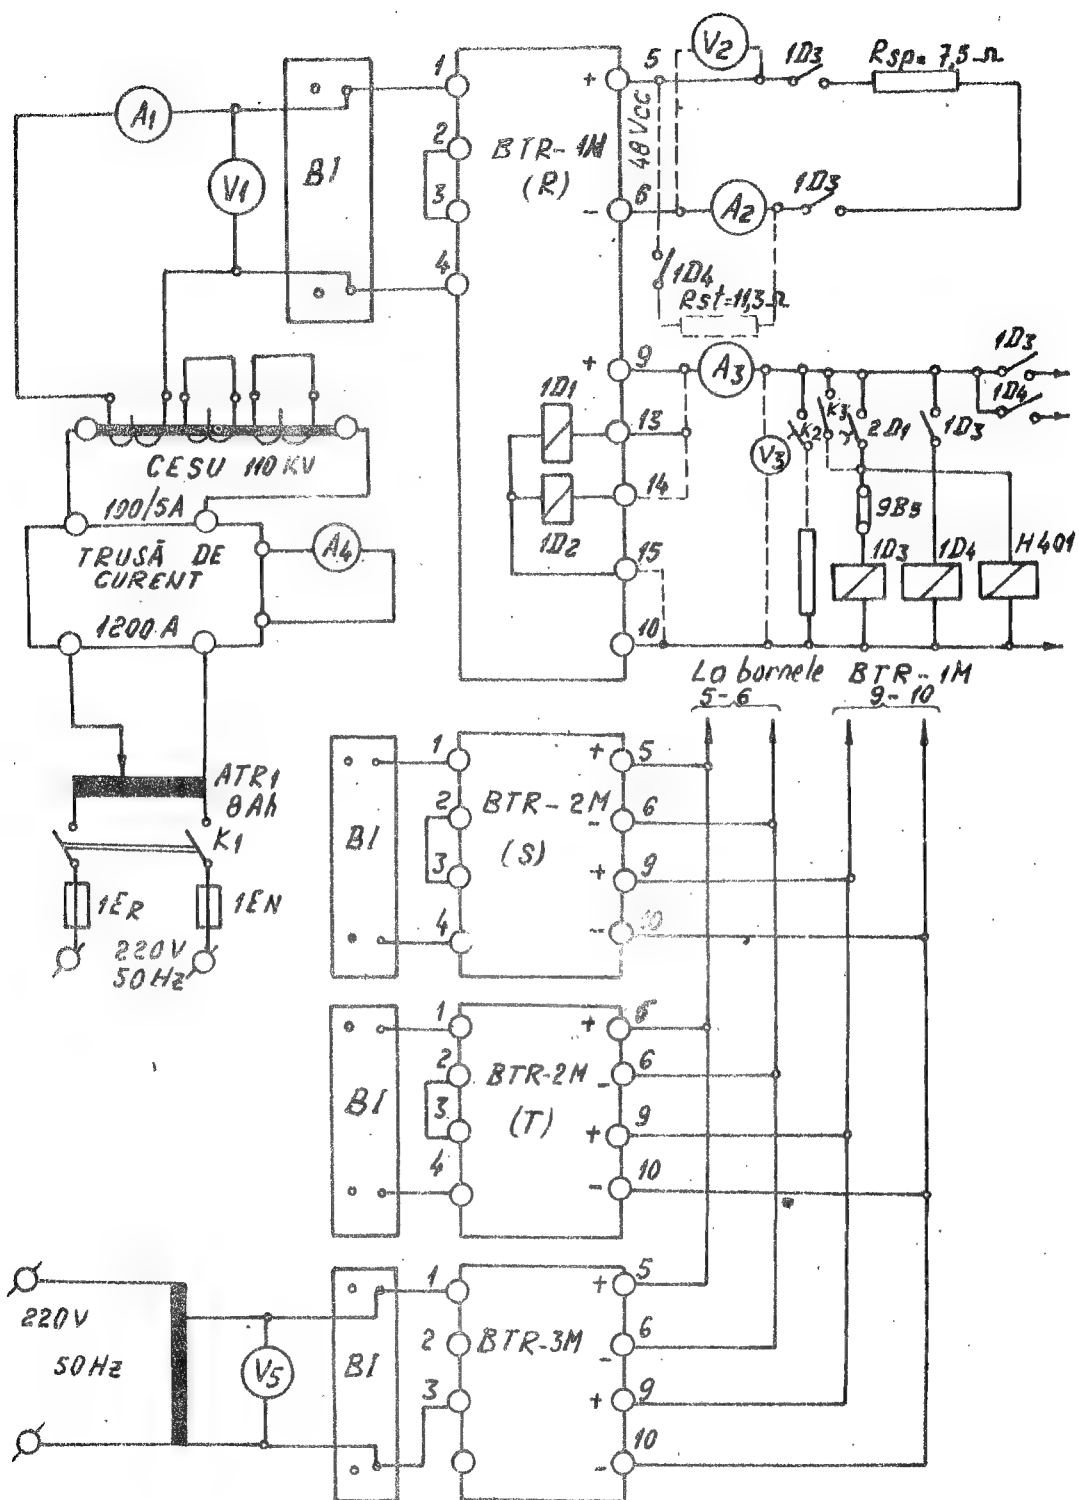 A1
V1
BI
1
2
3
4
BTR-1M
(R)
+
5
48 VCC
-
6
V2
1D3
Rsp= 7,5 Ω
A2
1D3
1D4
Rst=11,3 Ω
+
9
A3
13
14
15
10
1D1
1D2
V3
K2
K3
2D1
1D3
1D3
1D4
9B3
1D3
1D4
H401
CESU 110 KV
100/5A
TRUSĂ DE
CURENT
1200 A
A4
ATR1
8Ah
K1
1ER
1EN
220V
50Hz
La bornele BTR-1M
5-6
9-10
BI
1
2
3
4
BTR-2M
(S)
+
5
-
6
+
9
-
10
BI
1
2
3
4
BTR-2M
(T)
+
5
-
6
+
9
-
10
220V
50Hz
V5
BI
1
2
3
BTR-3M
+
5
-
6
+
9
-
10